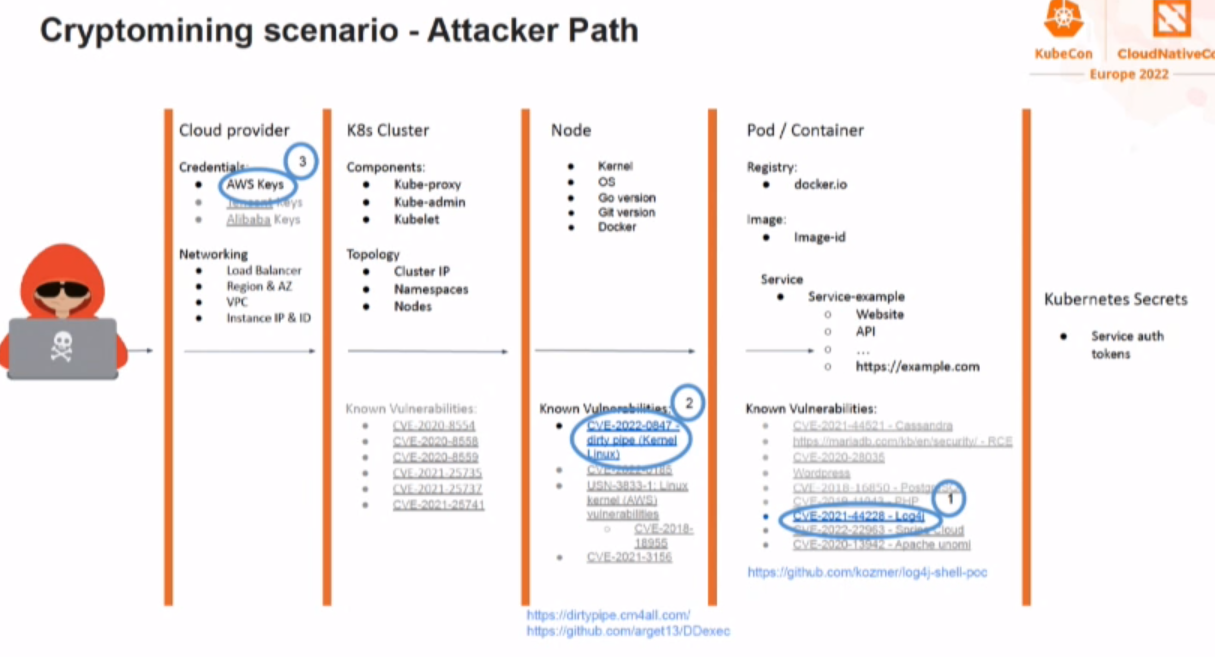 Cryptomining scenario - Attacker Path
KubeCon
CloudNativeCo
Europe 2022
Cloud provider
Credentials:
3
AWS Keys
Tencent Keys
Alibaba Keys
Networking
Load Balancer
Region & AZ
VPC
Instance IP & ID
K8s Cluster
Components:
Kube-proxy
Kube-admin
Kubelet
Topology
Cluster IP
Namespaces
Nodes
Known Vulnerabilities:
CVE-2020-8554
CVE-2020-8558
CVE-2020-8559
CVE-2021-25735
CVE-2021-25737
CVE-2021-25741
Node
Kernel
OS
Go version
Git version
Docker
Known Vulnerabilities:
2
CVE-2022-0847 -
dirty pipe (Kernel
Linux)
USN-3833-1: Linux
kernel (AWS)
vulnerabilities
CVE-2018-
18955
CVE-2021-3156
https://dirtypipe.cm4all.com/
https://github.com/arget13/DDexec
Pod / Container
Registry:
docker.io
Image:
Image-id
Service
Service-example
Website
API
...
https://example.com
Known Vulnerabilities:
CVE-2021-44521 - Cassandra
https://mariadb.com/kb/en/security/ - RCE
CVE-2020-28035
Wordpress
CVE-2018-16850 -
PHP
1
CVE-2021-44228 - Log4j
CVE-2022-22963 - Spring Cloud
CVE-2020-13942 - Apache unomi
https://github.com/kozmer/log4j-shell-poc
Kubernetes Secrets
Service auth
tokens